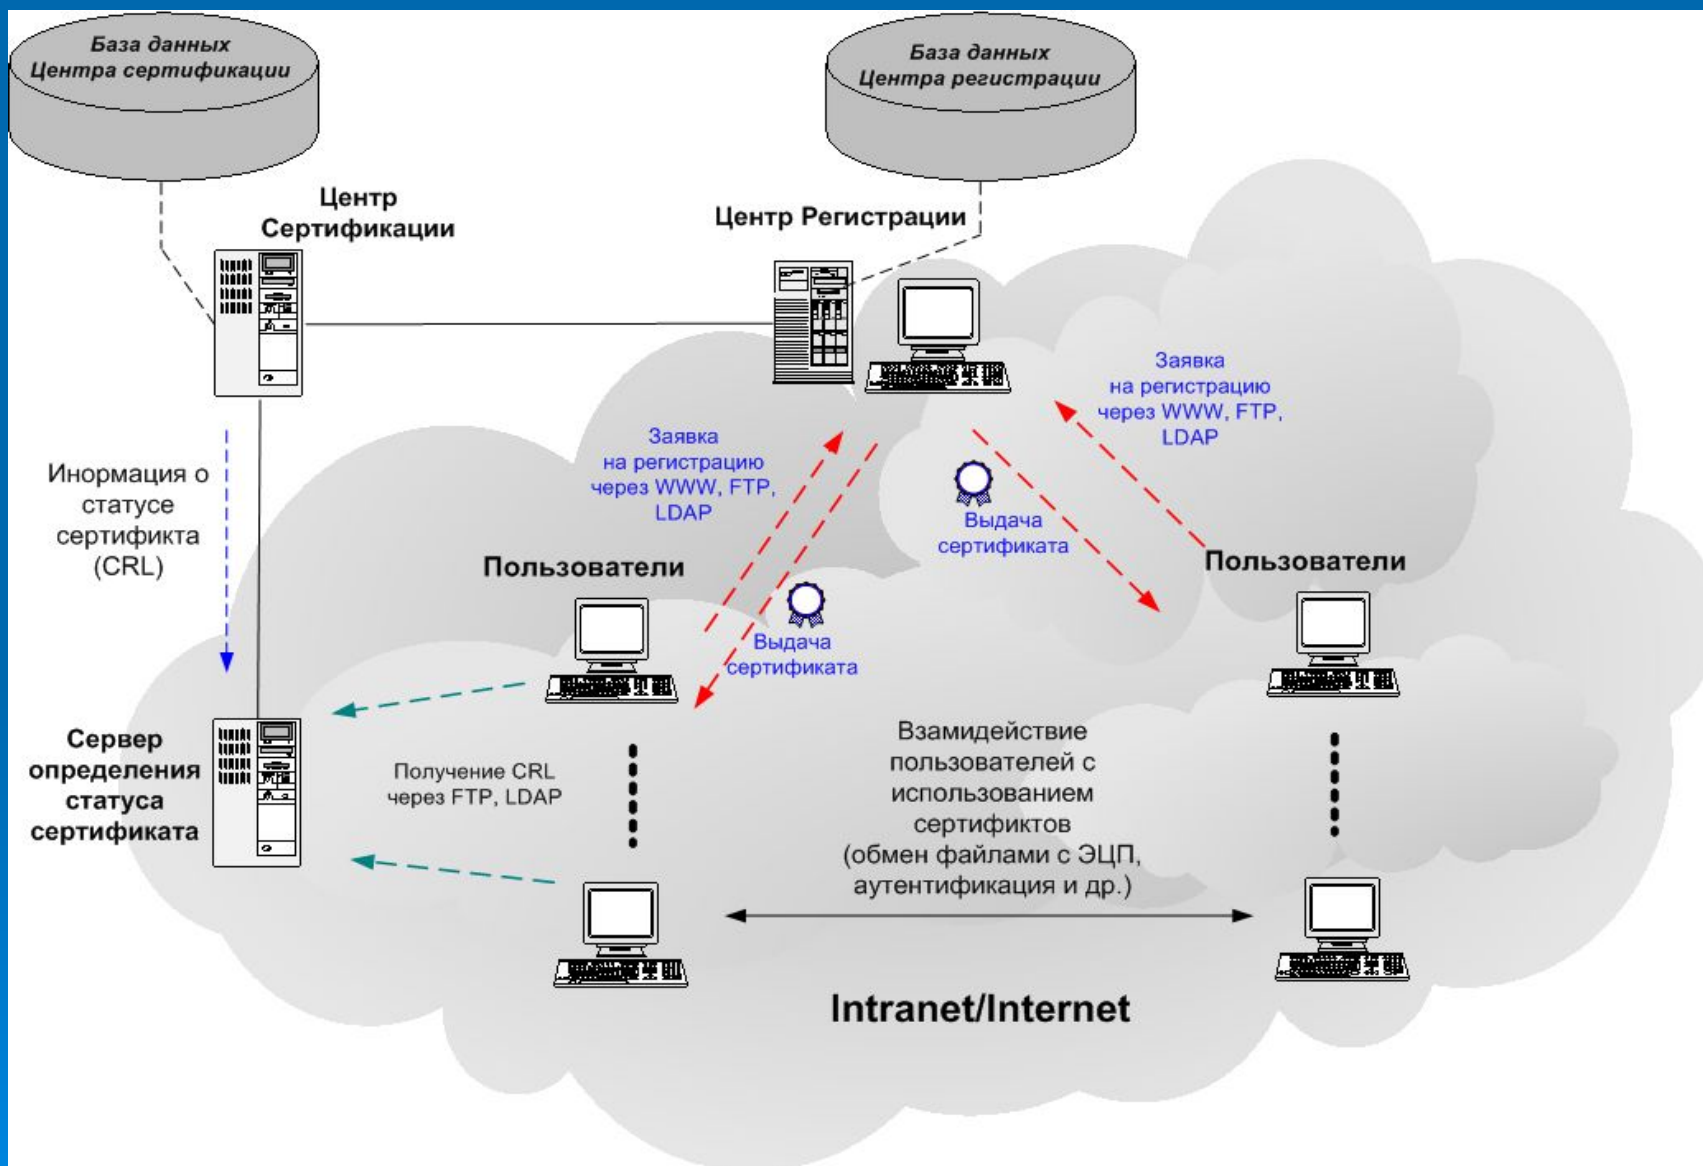 База данных
Центра сертификации
База данных
Центра регистрации
Центр
Сертификации
Центр Регистрации
Заявка
на регистрацию
через WWW, FTP,
LDAP
Заявка
на регистрацию
через WWW, FTP,
LDAP
Инормация о
статусе
сертификта
(CRL)
Выдача
сертификата
Пользователи
Пользователи
Выдача
сертификата
Сервер
определения
статуса
сертификата
Получение CRL
через FTP, LDAP
Взамидействие
пользователей с
использованием
сертификтов
(обмен файлами с ЭЦП,
аутентификация и др.)
Intranet/Internet